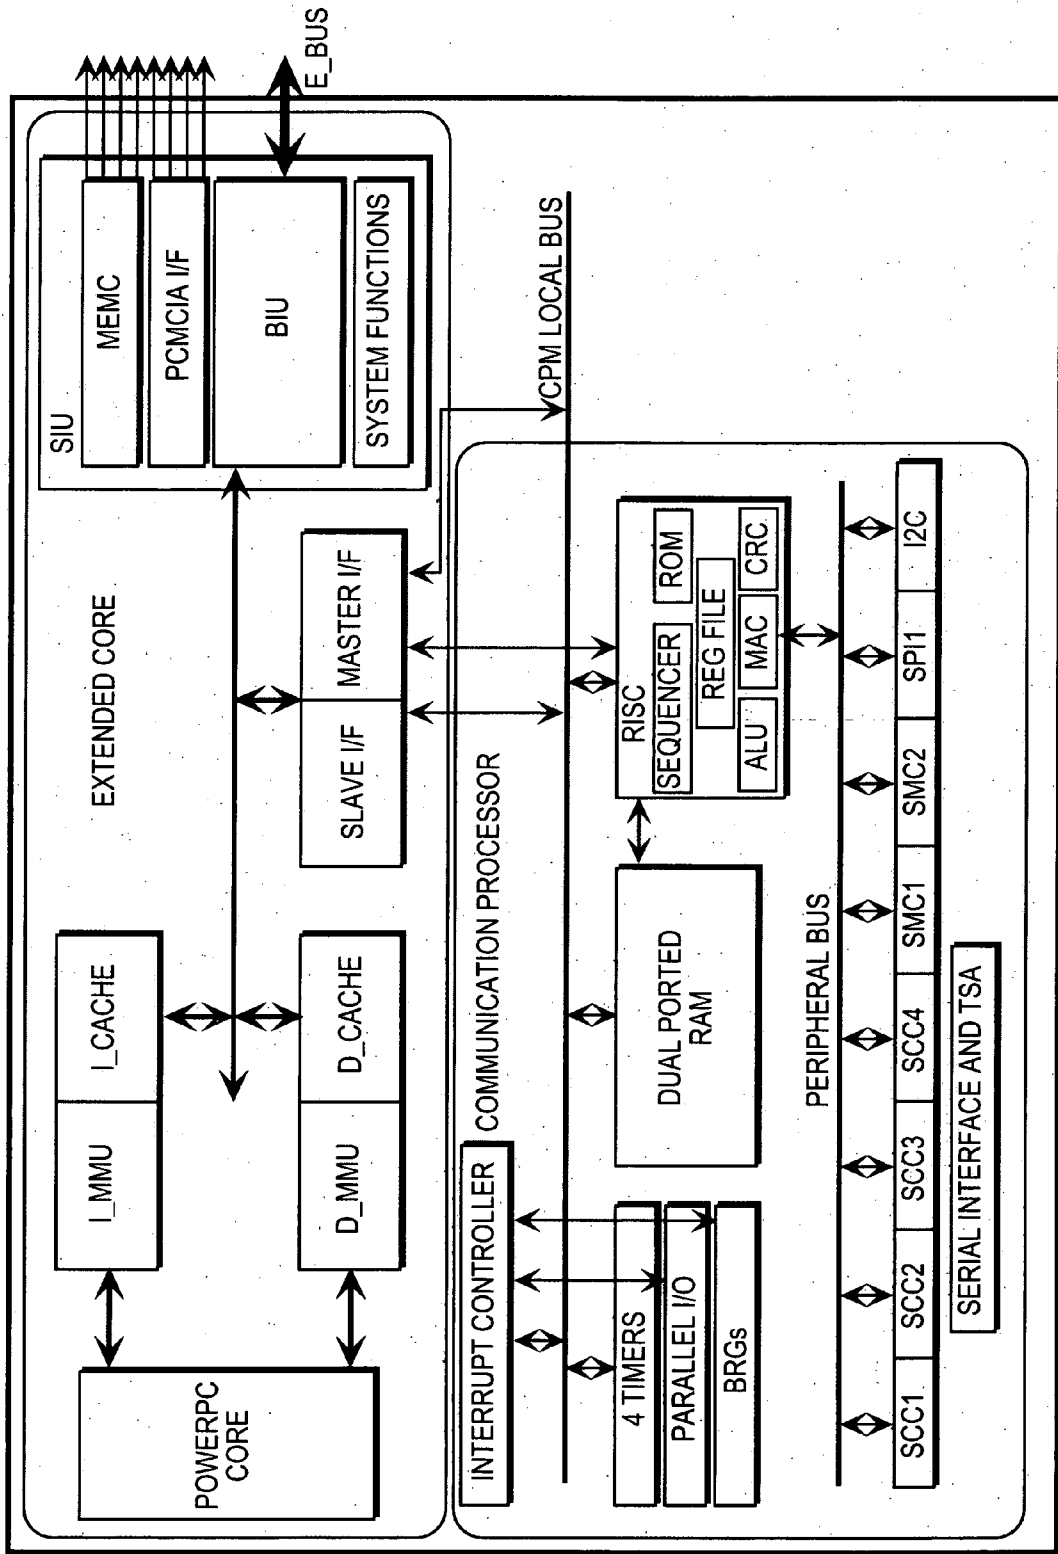 EXTENDED CORE
POWERPC
CORE
I_MMU
I_CACHE
D_MMU
D_CACHE
SLAVE I/F
MASTER I/F
SIU
MEMC
PCMCIA I/F
BIU
SYSTEM FUNCTIONS
E_BUS
COMMUNICATION PROCESSOR
CPM LOCAL BUS
INTERRUPT CONTROLLER
4 TIMERS
PARALLEL I/O
BRGs
DUAL PORTED
RAM
RISC
SEQUENCER
ROM
REG FILE
ALU
MAC
CRC
PERIPHERAL BUS
SCC1
SCC2
SCC3
SCC4
SMC1
SMC2
SPI1
I2C
SERIAL INTERFACE AND TSA